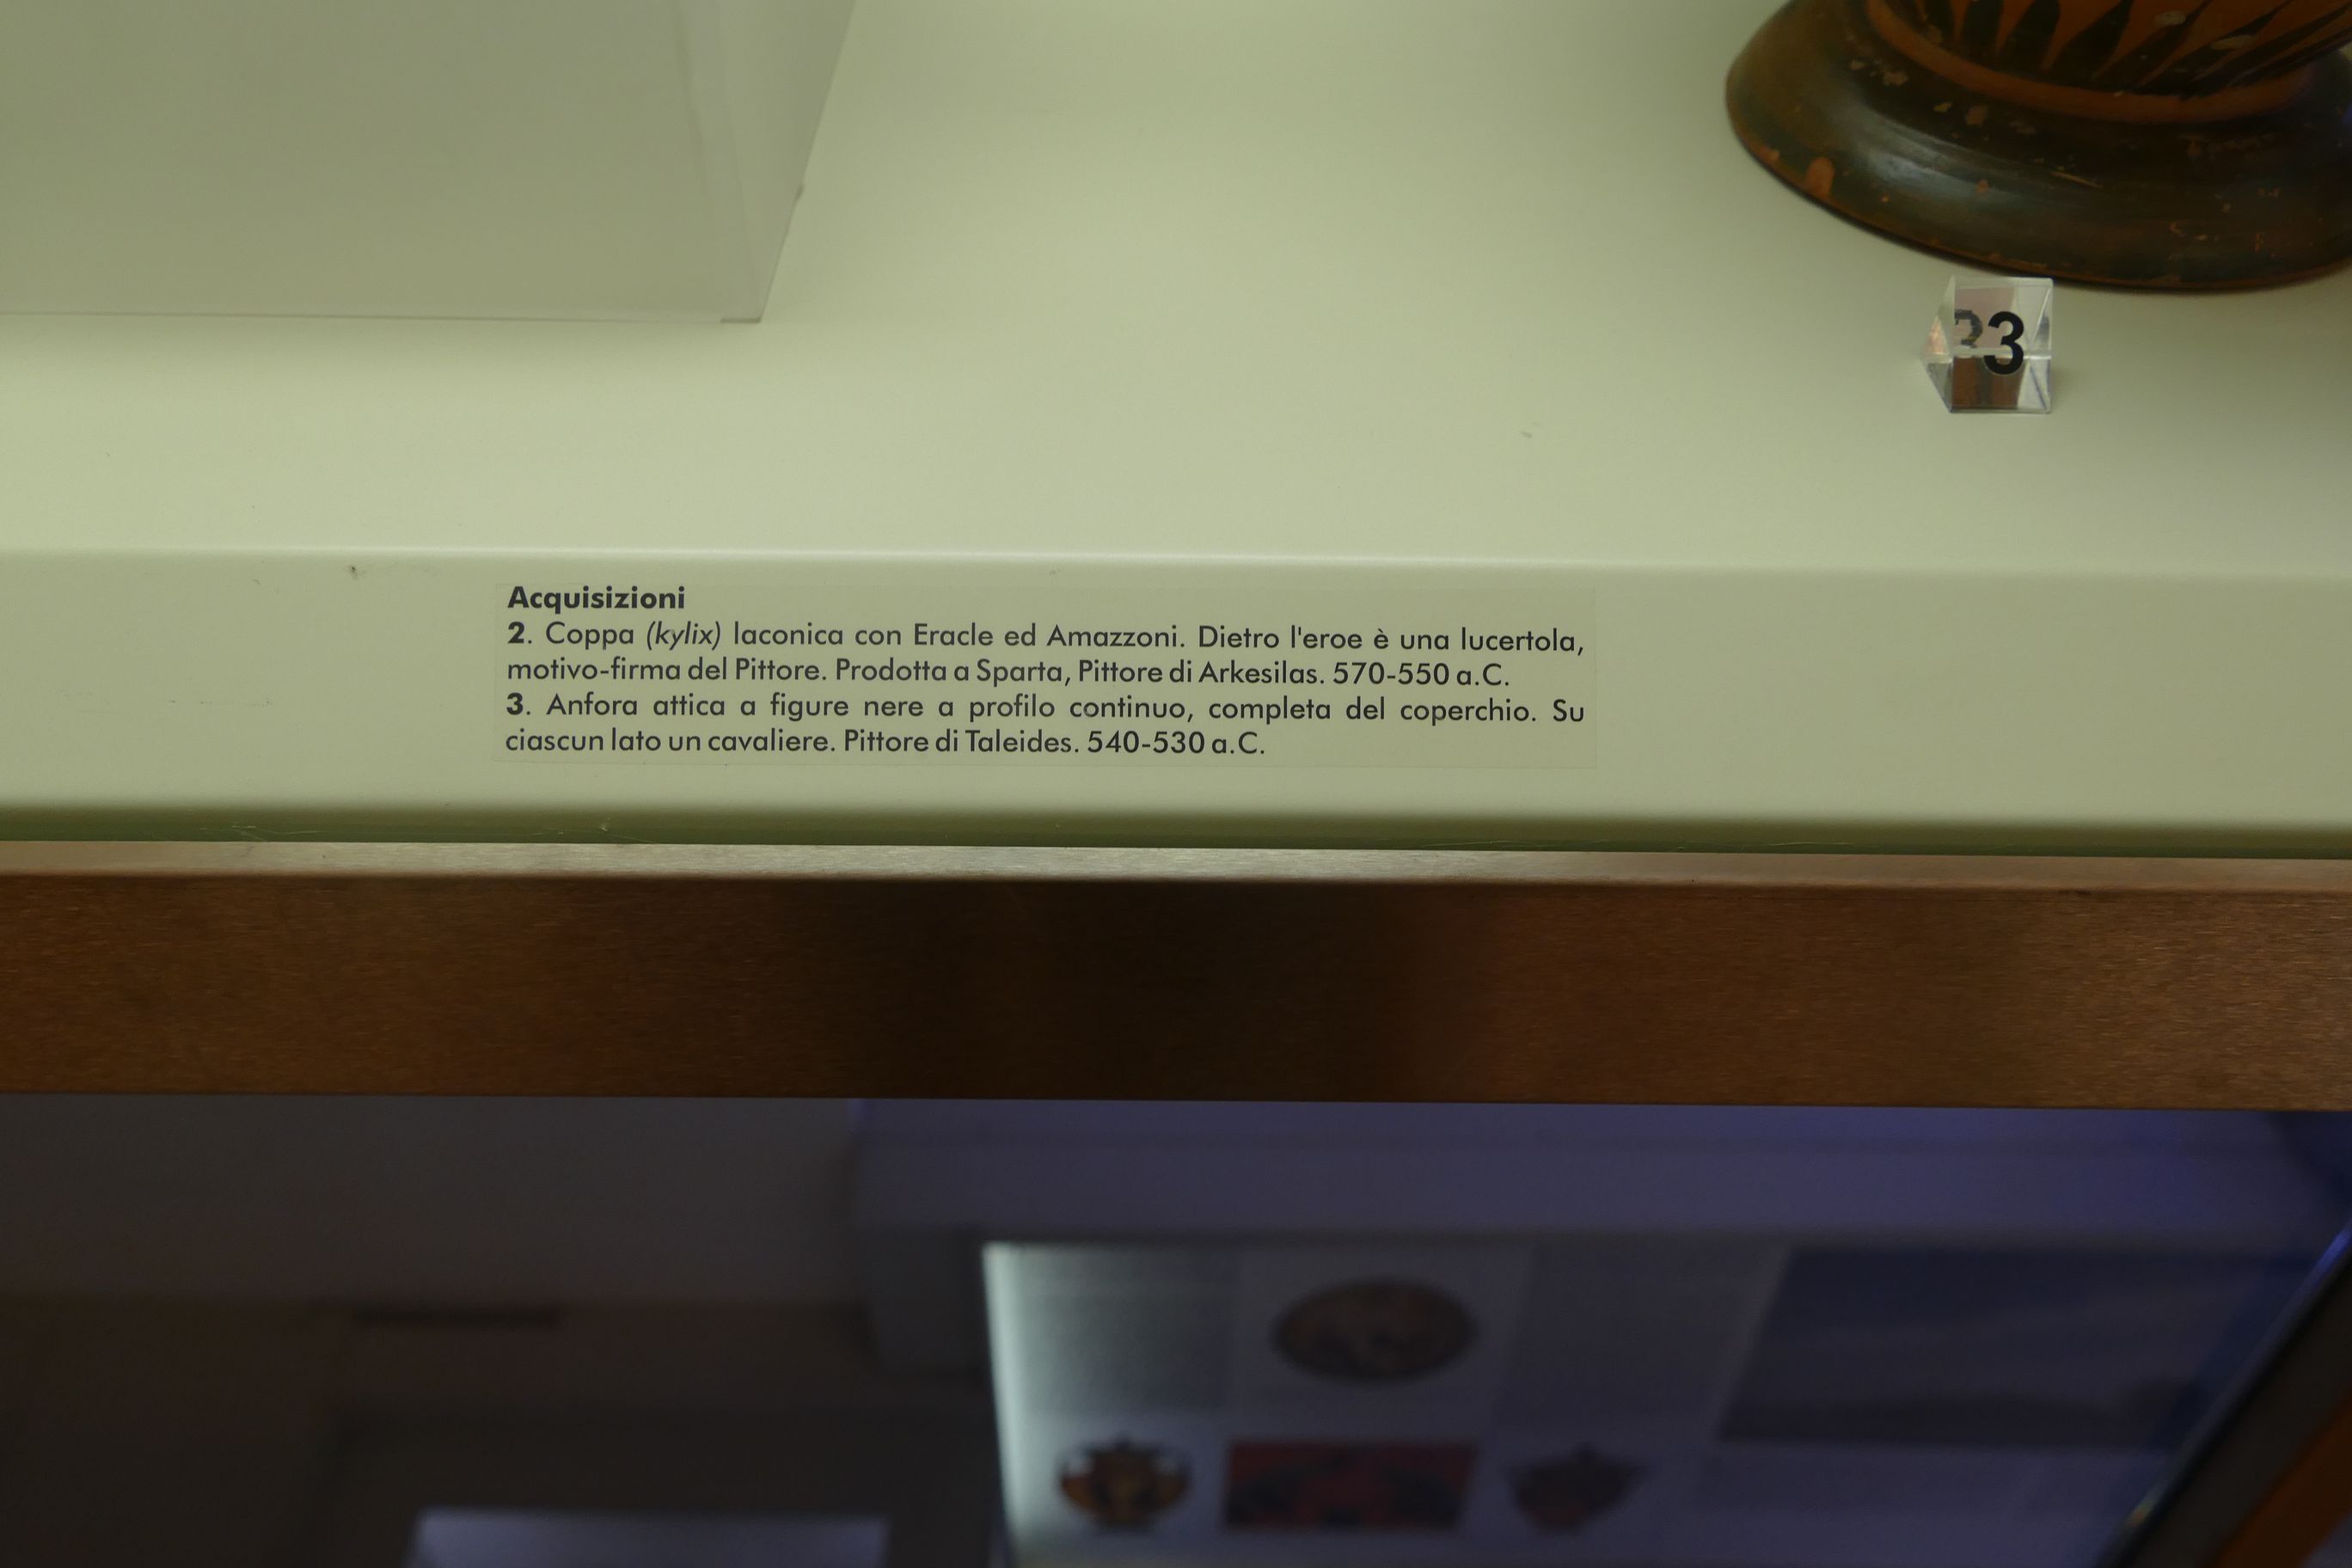 3
Acquisizioni
2. Coppa (kylix) laconica con Eracle ed Amazzoni. Dietro l'eroe è una lucertola,
motivo-firma del Pittore. Prodotta a Sparta, Pittore di Arkesilas. 570-550 a.C.
3. Anfora attica a figure nere a profilo continuo, completa del coperchio. Su
ciascun lato un cavaliere. Pittore di Taleides. 540-530 a.C.